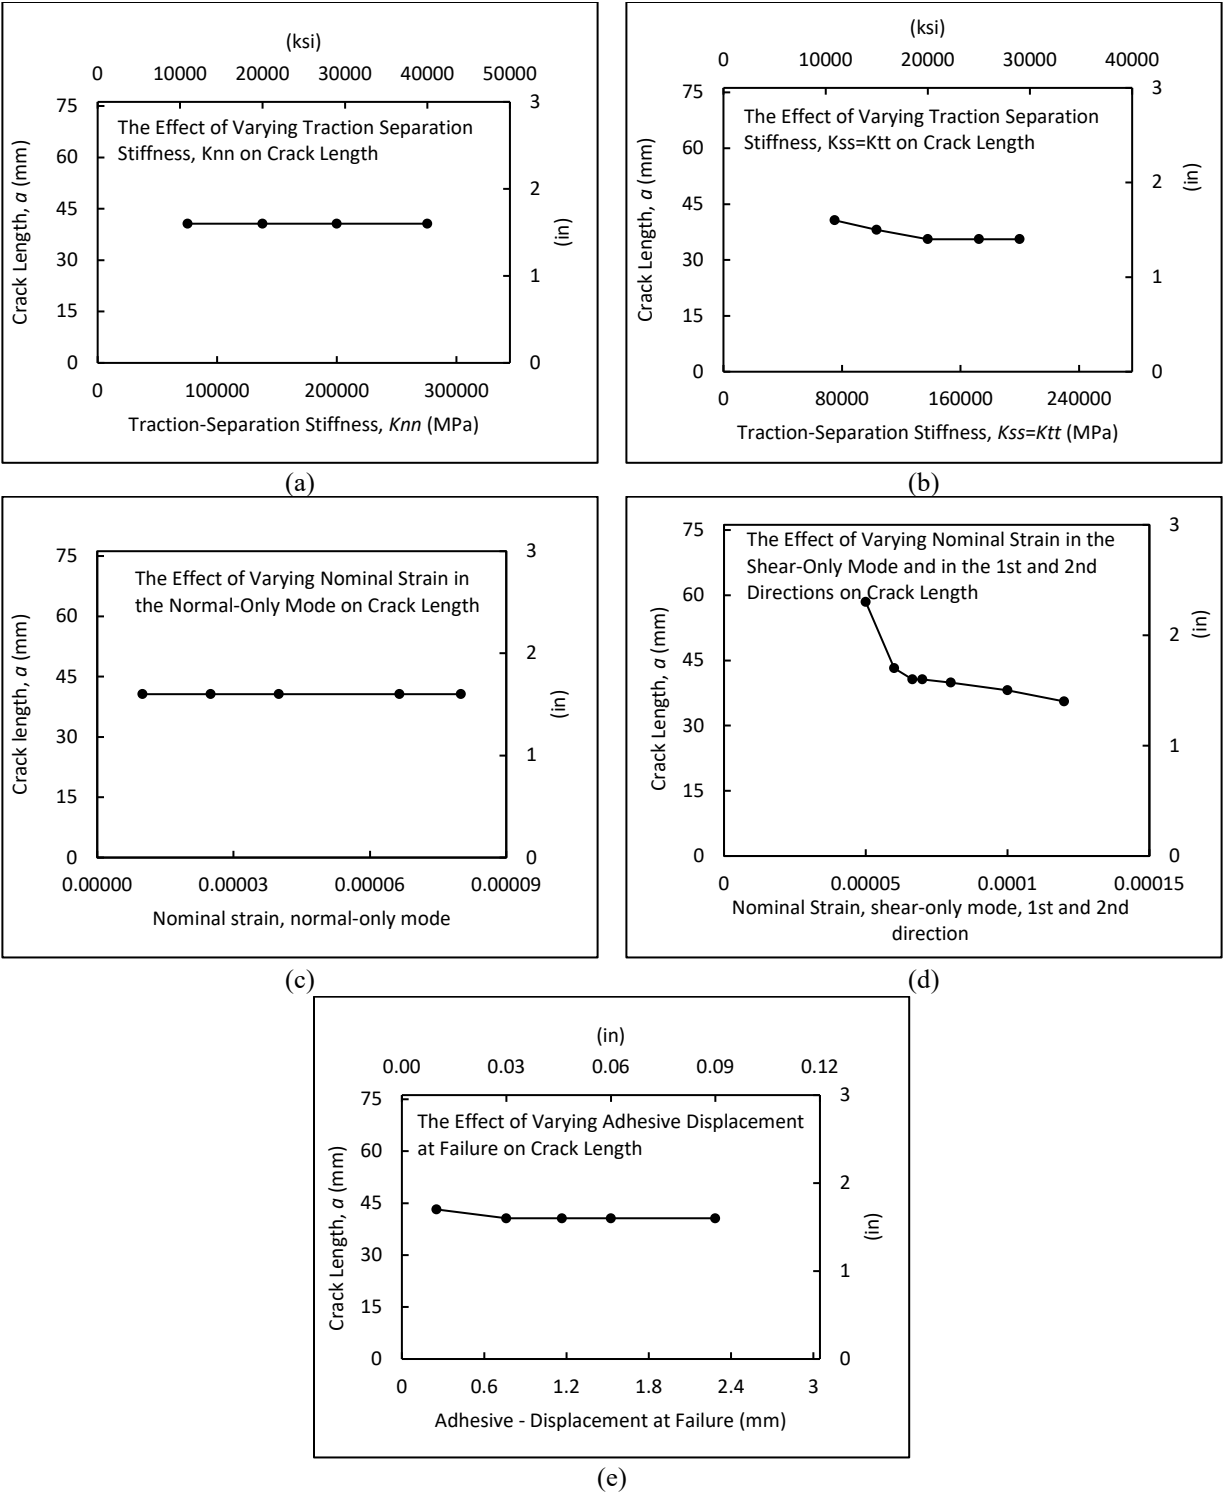 (ksi)
0 10000 20000 30000 40000 50000
75 3
The Effect of Varying Traction Separation
Stiffness, Knn on Crack Length
60
2
45
30
1
15
0 0
Crack Length, a (mm)
(in)
0 100000 200000 300000
Traction-Separation Stiffness, Knn (MPa)
(a)
(ksi)
0 10000 20000 30000 40000
75 3
The Effect of Varying Traction Separation
Stiffness, Kss=Ktt on Crack Length
60
2
45
30
1
15
0 0
Crack Length, a (mm)
(in)
0 80000 160000 240000
Traction-Separation Stiffness, Kss=Ktt (MPa)
(b)
75 3
The Effect of Varying Nominal Strain in
the Normal-Only Mode on Crack Length
60
2
45
30
1
15
0 0
Crack length, a (mm)
(in)
0.00000 0.00003 0.00006 0.00009
Nominal strain, normal-only mode
(c)
75 3
The Effect of Varying Nominal Strain in the
Shear-Only Mode and in the 1st and 2nd
Directions on Crack Length
60
2
45
30
1
15
0 0
Crack Length, a (mm)
(in)
0 0.00005 0.0001 0.00015
Nominal Strain, shear-only mode, 1st and 2nd
direction
(d)
(in)
0.00 0.03 0.06 0.09 0.12
75 3
The Effect of Varying Adhesive Displacement
at Failure on Crack Length
60
2
45
30
1
15
0 0
Crack Length, a (mm)
(in)
0 0.6 1.2 1.8 2.4 3
Adhesive - Displacement at Failure (mm)
(e)